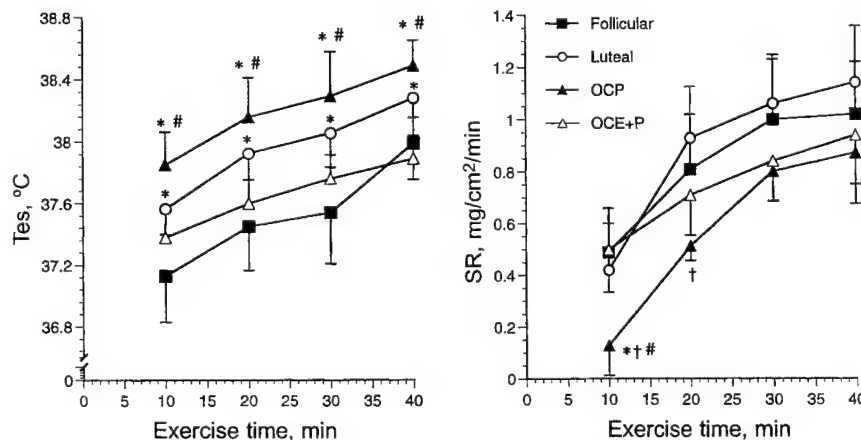 38.8
38.4
38
37.6
37.2
36.8
0
Tes, ºC
* # * # * # * #
* * * *
0 5 10 15 20 25 30 35 40
Exercise time, min
1.4
1.2
1
0.8
0.6
0.4
0.2
0
SR, mg/cm²/min
Follicular
Luteal
OCP
OCE+P
†
*† #
0 5 10 15 20 25 30 35 40
Exercise time, min